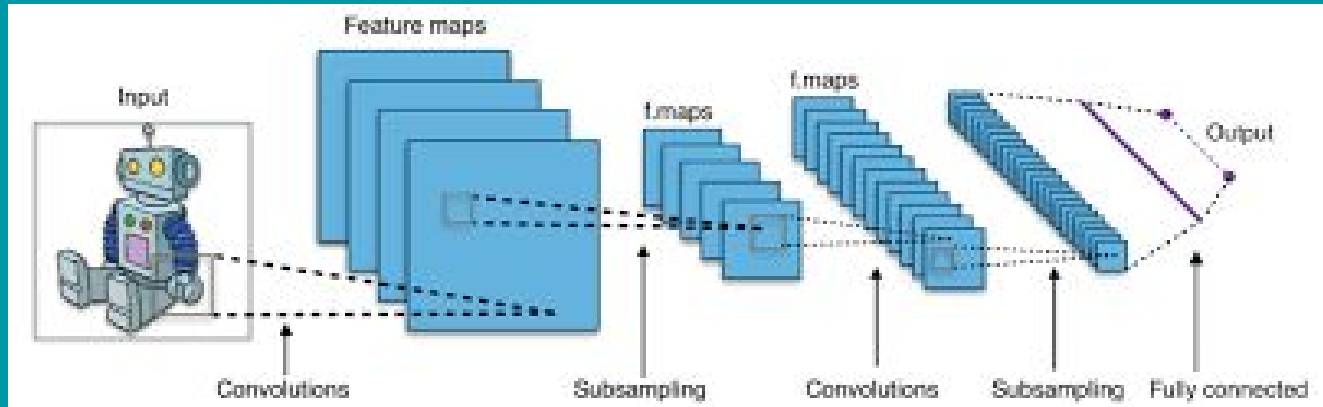 Feature maps
Input
f.maps
f.maps
Output
Convolutions
Subsampling
Convolutions
Subsampling
Fully connected